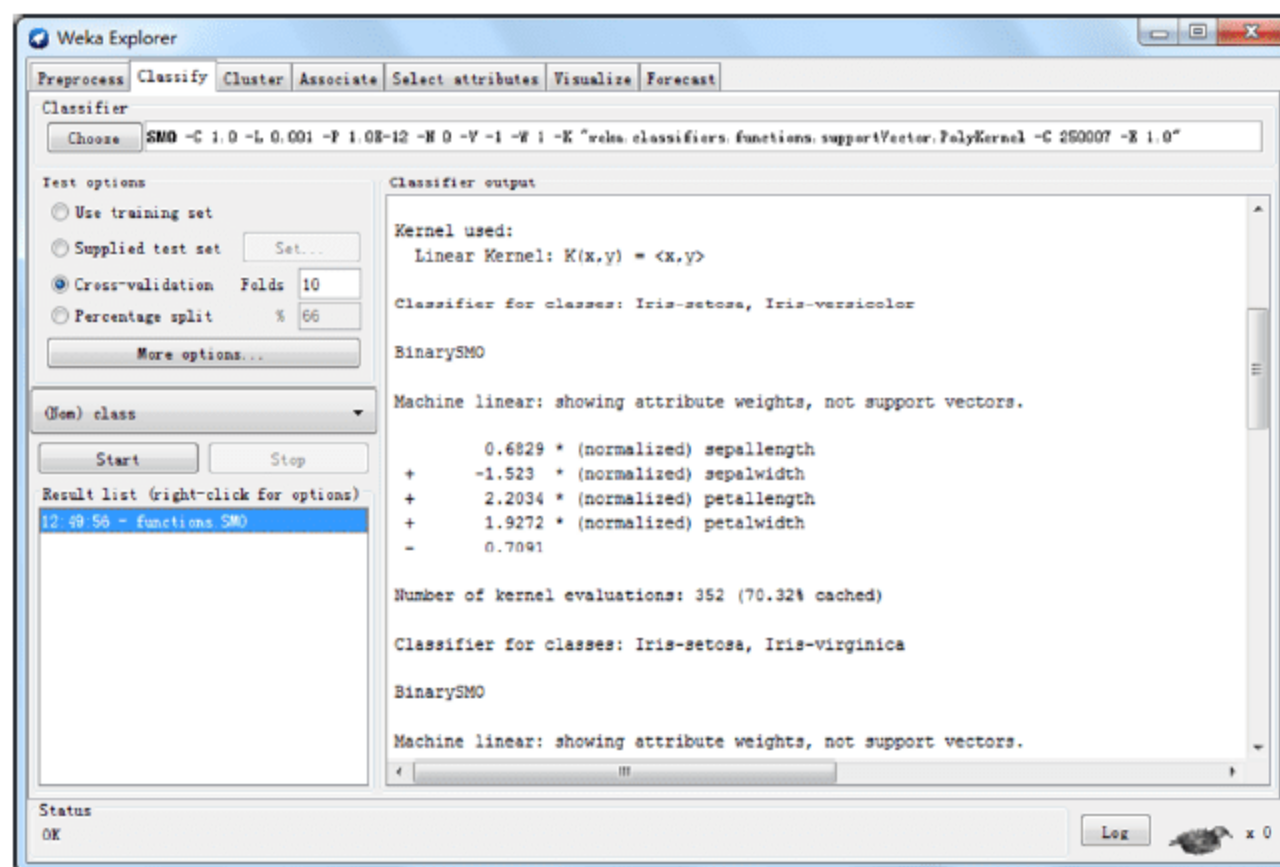 Weka Explorer
Preprocess Classify Cluster Associate Select attributes Visualize Forecast
Classifier
Choose SMO -C 1.0 -L 0.001 -P 1.0E-12 -N 0 -V -1 -W 1 -K "weka.classifiers.functions.supportVector.PolyKernel -C 250007 -E 1.0"
Test options
Use training set
Supplied test set Set...
Cross-validation Folds 10
Percentage split % 66
More options...
(Nom) class
Start Stop
Result list (right-click for options)
12:49:56 - functions.SMO
Classifier output
Kernel used:
Linear Kernel: K(x,y) = <x,y>
Classifier for classes: Iris-setosa, Iris-versicolor
BinarySMO
Machine linear: showing attribute weights, not support vectors.
0.6829 * (normalized) sepallength
+ -1.523 * (normalized) sepalwidth
+ 2.2034 * (normalized) petallength
+ 1.9272 * (normalized) petalwidth
- 0.7091
Number of kernel evaluations: 352 (70.32% cached)
Classifier for classes: Iris-setosa, Iris-virginica
BinarySMO
Machine linear: showing attribute weights, not support vectors.
Status
OK
Log x 0